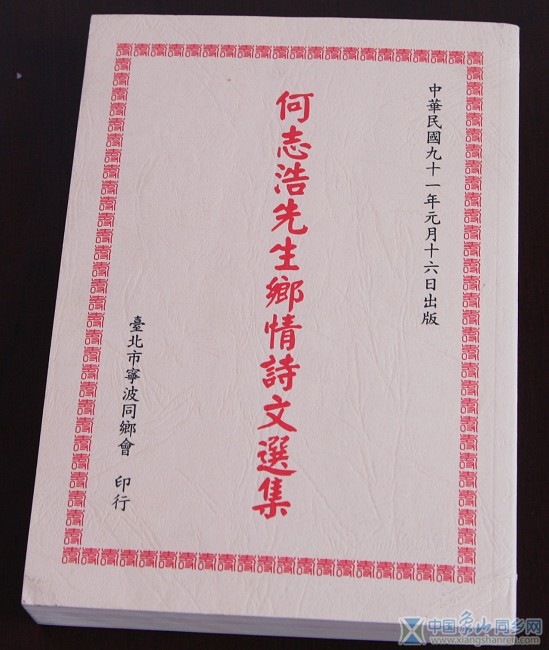 中華民國九十一年元月十六日出版
何志浩先生鄉情詩文選集
臺北市寧波同鄉會 印行
中国象山同乡网
www.xiangshanren.com